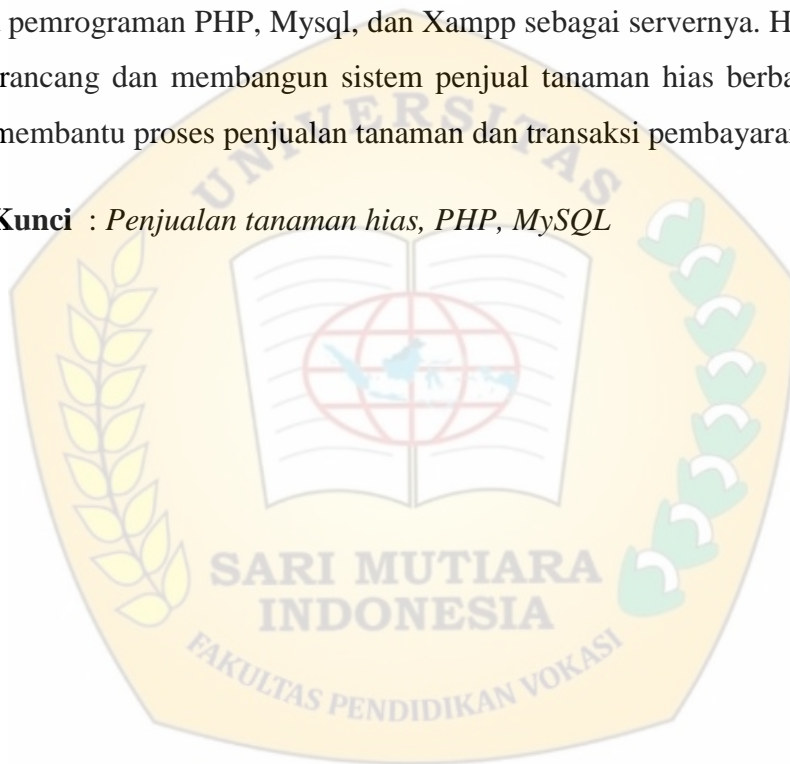 pemrograman PHP, Mysql, dan Xampp sebagai servernya. H
rancang dan membangun sistem penjual tanaman hias berba
membantu proses penjualan tanaman dan transaksi pembayaran
Kunci : Penjualan tanaman hias, PHP, MySQL
UNIVERSITAS
SARI MUTIARA
INDONESIA
FAKULTAS PENDIDIKAN VOKASI